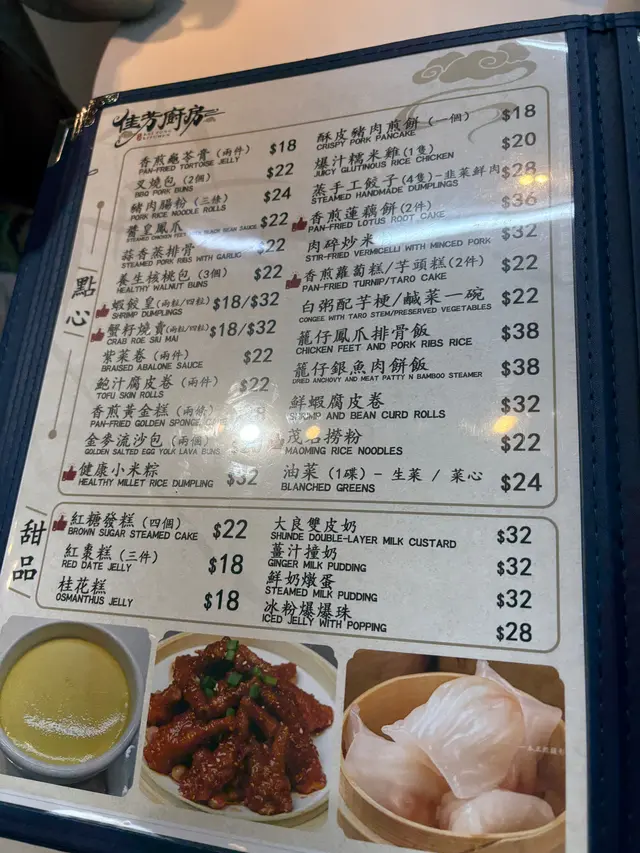 佳芳廚房
KITCHEN
點心
香煎龜苓膏(兩件) $18
PAN-FRIED TORTOISE JELLY
叉燒包 (2個) $22
BBQ PORK BUNS
豬肉腸粉 (三條) $24
PORK RICE NOODLE ROLLS
醬皇鳳爪 $22
STEAMED CHICKEN FEET BLACK BEAN SAUCE
蒜香蒸排骨 $22
STEAMED PORK RIBS WITH GARLIC
養生核桃包 (3個) $22
HEALTHY WALNUT BUNS
蝦餃皇(兩粒/四粒) $18/$32
SHRIMP DUMPLINGS
蟹籽燒賣(兩粒/四粒) $18/$32
CRAB ROE SIU MAI
紫菜卷 (兩件) $22
BRAISED ABALONE SAUCE
鮑汁腐皮卷 (兩件) $22
TOFU SKIN ROLLS
香煎黃金糕 (兩條)
PAN-FRIED GOLDEN SPONGE
金麥流沙包 (兩個)
GOLDEN SALTED EGG YOLK LAVA BUNS
健康小米粽 $32
HEALTHY MILLET RICE DUMPLING
酥皮豬肉煎餅 (一個) $18
CRISPY PORK PANCAKE
爆汁糯米雞 (1隻) $20
JUICY GLUTINOUS RICE CHICKEN
蒸手工餃子 (4隻)-韭菜鮮肉 $28
STEAMED HANDMADE DUMPLINGS
香煎蓮藕餅 (2件) $36
PAN-FRIED LOTUS ROOT CAKE
肉碎炒米 $32
STIR-FRIED VERMICELLI WITH MINCED PORK
香煎蘿蔔糕/芋頭糕(2件) $22
PAN-FRIED TURNIP/TARO CAKE
白粥配芋梗/鹹菜一碗 $22
CONGEE WITH TARO STEM/PRESERVED VEGETABLES
籠仔鳳爪排骨飯 $38
CHICKEN FEET AND PORK RIBS RICE
籠仔銀魚肉餅飯 $38
DRIED ANCHOVY AND MEAT PATTY N BAMBOO STEAMER
鮮蝦腐皮卷 $32
SHRIMP AND BEAN CURD ROLLS
茂名撈粉 $22
MAOMING RICE NOODLES
油菜 (1碟) - 生菜 / 菜心 $24
BLANCHED GREENS
甜品
紅糖發糕 (四個) $22
BROWN SUGAR STEAMED CAKE
紅棗糕 (三件) $18
RED DATE JELLY
桂花糕 $18
OSMANTHUS JELLY
大良雙皮奶 $32
SHUNDE DOUBLE-LAYER MILK CUSTARD
薑汁撞奶 $32
GINGER MILK PUDDING
鮮奶燉蛋 $32
STEAMED MILK PUDDING
冰粉爆爆珠 $28
ICED JELLY WITH POPPING